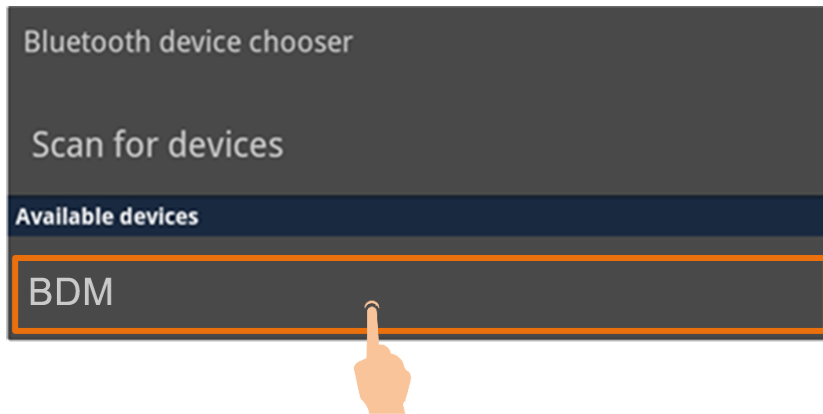 Bluetooth device chooser
Scan for devices
Available devices
BDM